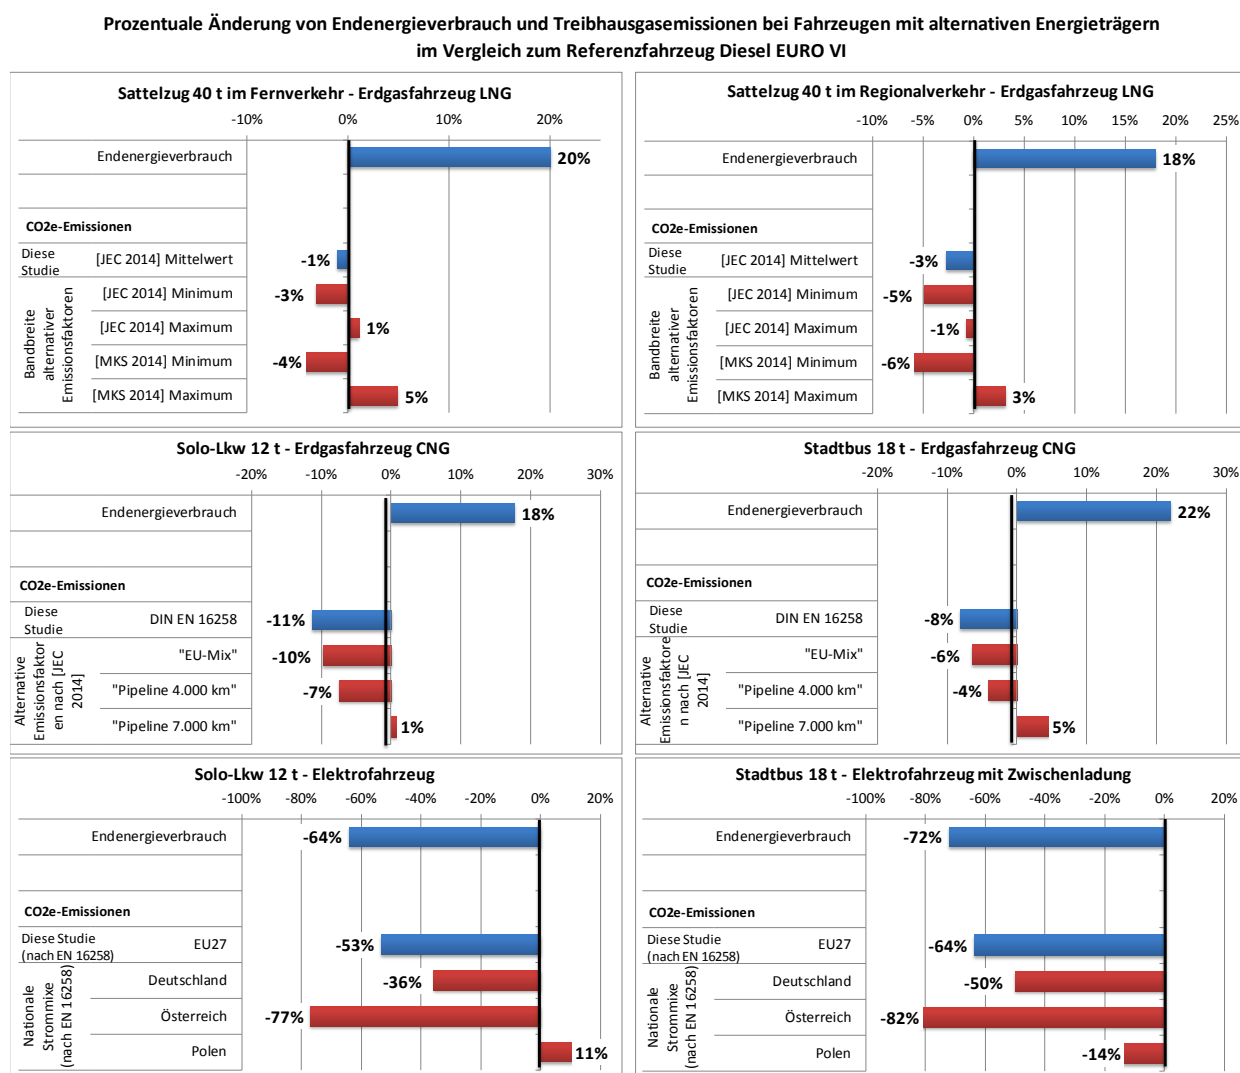 Prozentuale Änderung von Endenergieverbrauch und Treibhausgasemissionen bei Fahrzeugen mit alternativen Energieträgern
im Vergleich zum Referenzfahrzeug Diesel EURO VI
Sattelzug 40 t im Fernverkehr - Erdgasfahrzeug LNG
-10% 0% 10% 20%
Endenergieverbrauch 20%
CO2e-Emissionen
Diese
Studie
[JEC 2014] Mittelwert -1%
Bandbreite
alternativer
Emissionsfaktoren
[JEC 2014] Minimum -3%
[JEC 2014] Maximum 1%
[MKS 2014] Minimum -4%
[MKS 2014] Maximum 5%
Sattelzug 40 t im Regionalverkehr - Erdgasfahrzeug LNG
-10% -5% 0% 5% 10% 15% 20% 25%
Endenergieverbrauch 18%
CO2e-Emissionen
Diese
Studie
[JEC 2014] Mittelwert -3%
Bandbreite
alternativer
Emissionsfaktoren
[JEC 2014] Minimum -5%
[JEC 2014] Maximum -1%
[MKS 2014] Minimum -6%
[MKS 2014] Maximum 3%
Solo-Lkw 12 t - Erdgasfahrzeug CNG
-20% -10% 0% 10% 20% 30%
Endenergieverbrauch 18%
CO2e-Emissionen
Diese
Studie
DIN EN 16258 -11%
Alternative
Emissionsfaktor
en nach [JEC
2014]
"EU-Mix" -10%
"Pipeline 4.000 km" -7%
"Pipeline 7.000 km" 1%
Stadtbus 18 t - Erdgasfahrzeug CNG
-20% -10% 0% 10% 20% 30%
Endenergieverbrauch 22%
CO2e-Emissionen
Diese
Studie
DIN EN 16258 -8%
Alternative
Emissionsfaktore
n nach [JEC
2014]
"EU-Mix" -6%
"Pipeline 4.000 km" -4%
"Pipeline 7.000 km" 5%
Solo-Lkw 12 t - Elektrofahrzeug
-100% -80% -60% -40% -20% 0% 20%
Endenergieverbrauch -64%
CO2e-Emissionen
Diese Studie
(nach EN 16258)
EU27 -53%
Nationale
Strommixe
(nach EN 16258)
Deutschland -36%
Österreich -77%
Polen 11%
Stadtbus 18 t - Elektrofahrzeug mit Zwischenladung
-100% -80% -60% -40% -20% 0% 20%
Endenergieverbrauch -72%
CO2e-Emissionen
Diese Studie
(nach EN 16258)
EU27 -64%
Nationale
Strommixe
(nach EN 16258)
Deutschland -50%
Österreich -82%
Polen -14%